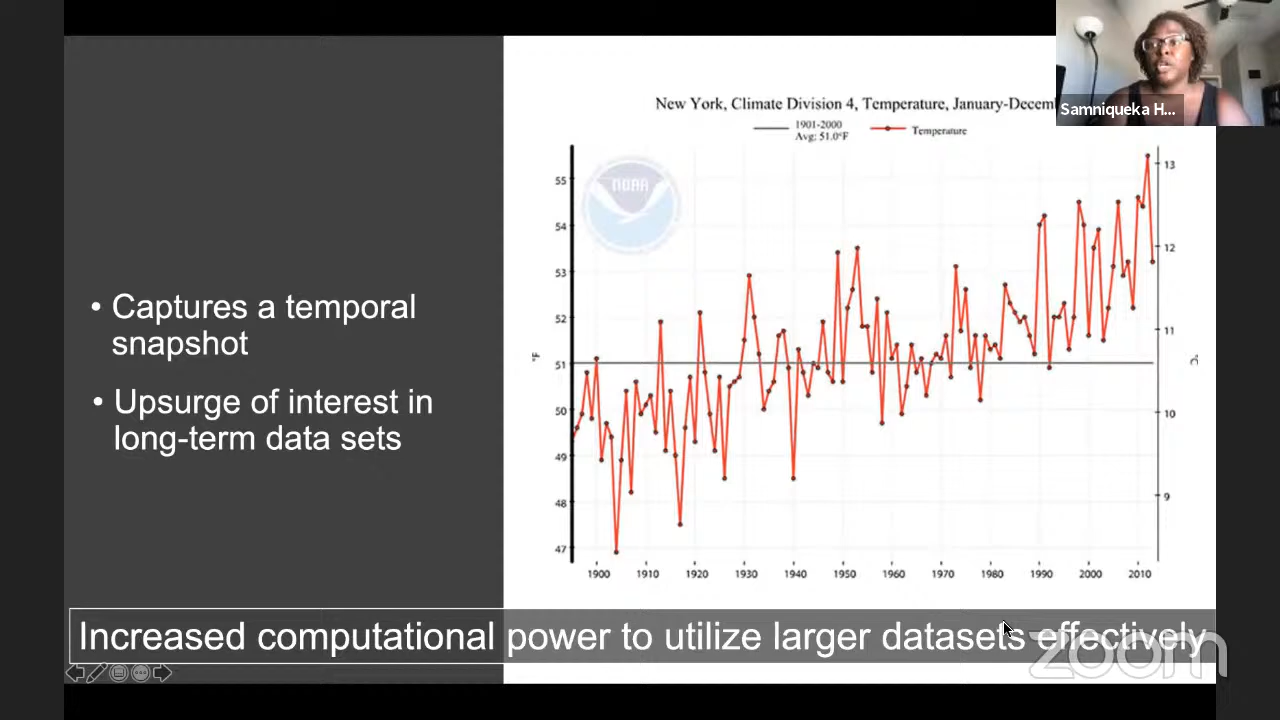 Samniqueka H...
New York, Climate Division 4, Temperature, January-Decem
1901-2000
Avg: 51.0°F
Temperature
NOAA
55
54
53
52
51
50
49
48
47
°F
13
12
11
10
9
°C
1900 1910 1920 1930 1940 1950 1960 1970 1980 1990 2000 2010
• Captures a temporal
snapshot
• Upsurge of interest in
long-term data sets
Increased computational power to utilize larger datasets effectively
zoom